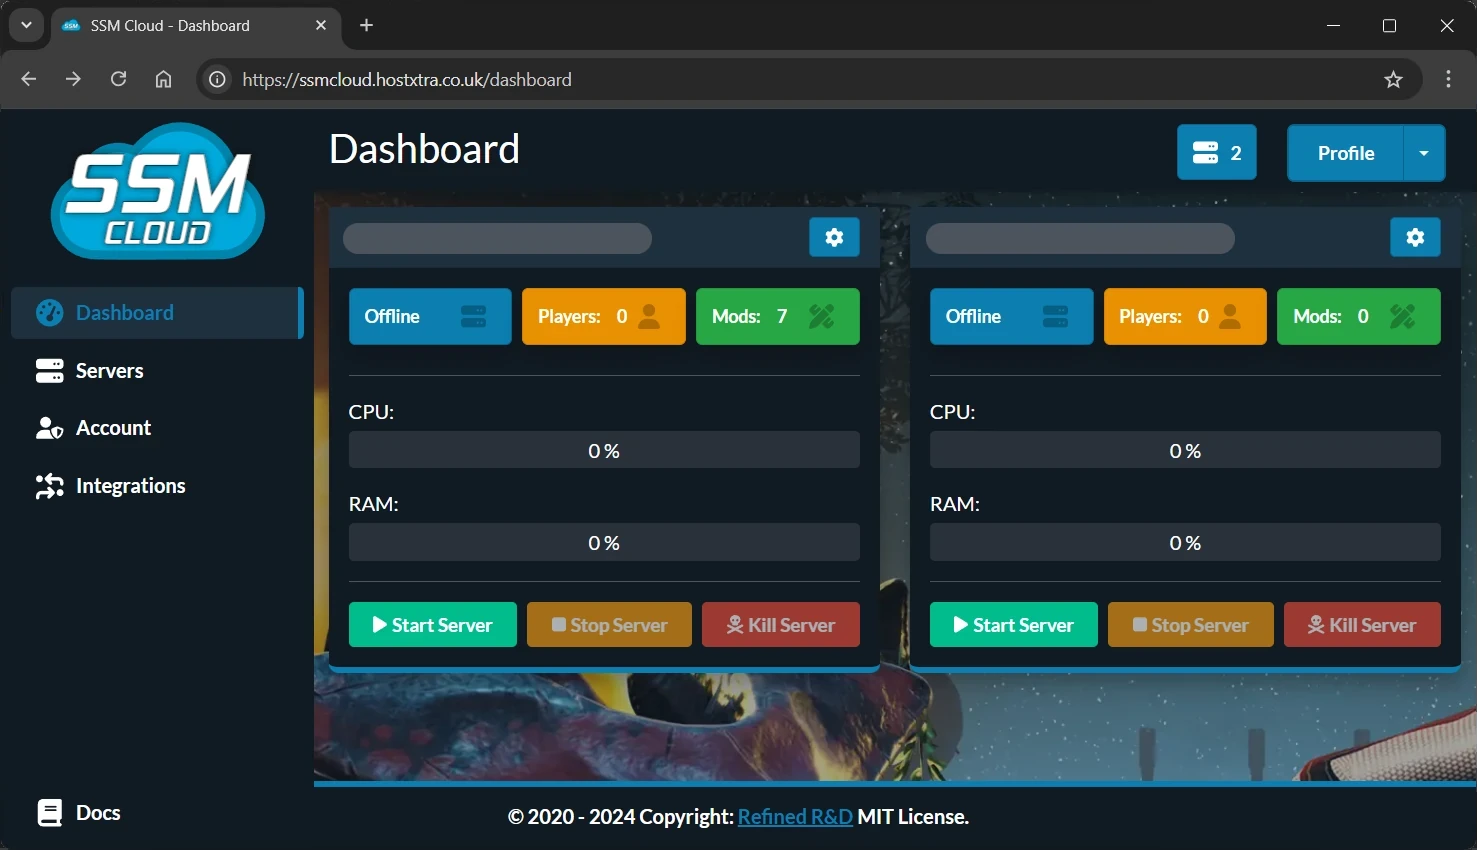 SSM Cloud - Dashboard
https://ssmcloud.hostxtra.co.uk/dashboard
SSM
CLOUD
Dashboard
2
Profile
Dashboard
Servers
Account
Integrations
Docs
Offline
Players: 0
Mods: 7
CPU:
0 %
RAM:
0 %
Start Server
Stop Server
Kill Server
Offline
Players: 0
Mods: 0
CPU:
0 %
RAM:
0 %
Start Server
Stop Server
Kill Server
© 2020 - 2024 Copyright: Refined R&D MIT License.